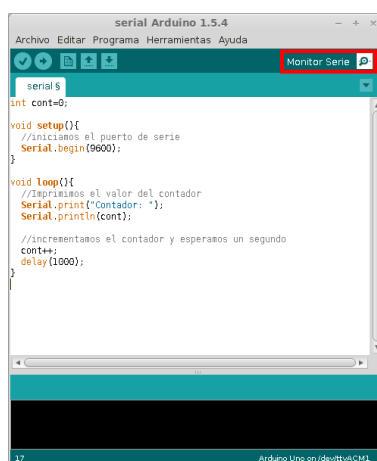 serial Arduino 1.5.4
Archivo Editar Programa Herramientas Ayuda
Monitor Serie
serial §
int cont=0;
void setup(){
//iniciamos el puerto de serie
Serial.begin(9600);
}
void loop(){
//Imprimimos el valor del contador
Serial.print("Contador: ");
Serial.println(cont);
//incrementamos el contador y esperamos un segundo
cont++;
delay(1000);
}
17 Arduino Uno on /dev/ttyACM1